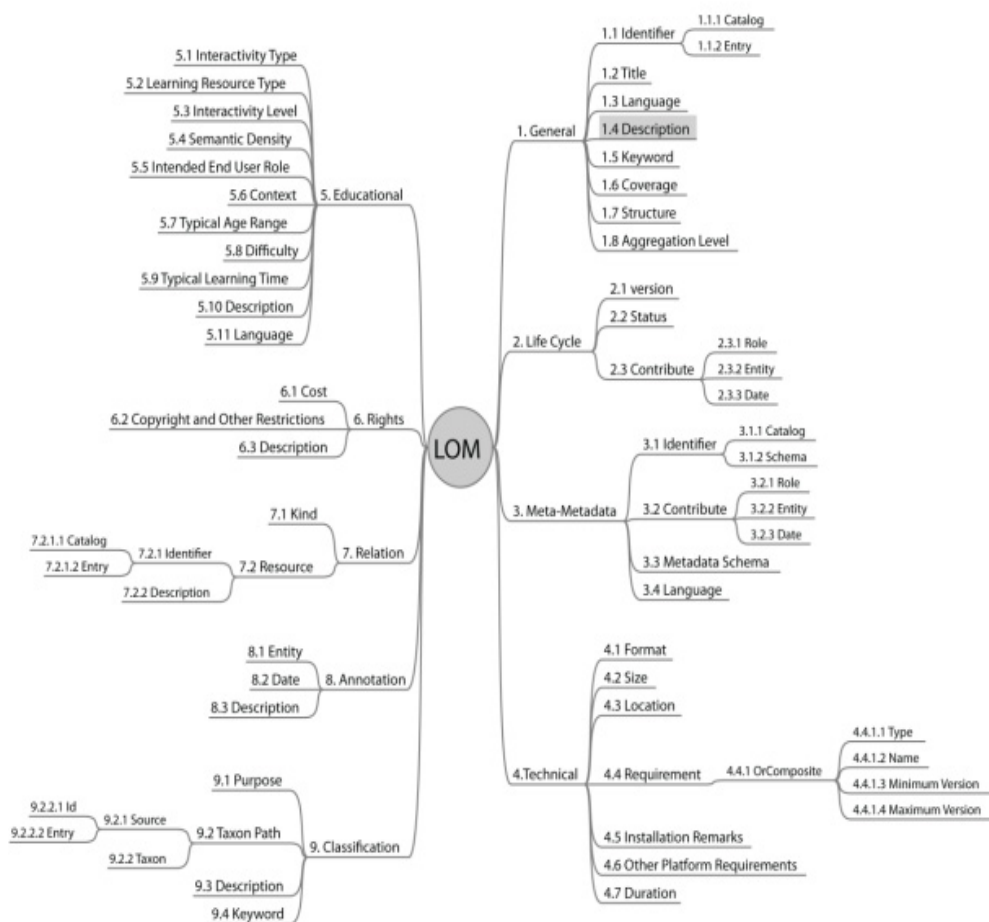 LOM
1. General
1.1 Identifier
1.1.1 Catalog
1.1.2 Entry
1.2 Title
1.3 Language
1.4 Description
1.5 Keyword
1.6 Coverage
1.7 Structure
1.8 Aggregation Level
2. Life Cycle
2.1 version
2.2 Status
2.3 Contribute
2.3.1 Role
2.3.2 Entity
2.3.3 Date
3. Meta-Metadata
3.1 Identifier
3.1.1 Catalog
3.1.2 Schema
3.2 Contribute
3.2.1 Role
3.2.2 Entity
3.2.3 Date
3.3 Metadata Schema
3.4 Language
4.Technical
4.1 Format
4.2 Size
4.3 Location
4.4 Requirement
4.4.1 OrComposite
4.4.1.1 Type
4.4.1.2 Name
4.4.1.3 Minimum Version
4.4.1.4 Maximum Version
4.5 Installation Remarks
4.6 Other Platform Requirements
4.7 Duration
5. Educational
5.1 Interactivity Type
5.2 Learning Resource Type
5.3 Interactivity Level
5.4 Semantic Density
5.5 Intended End User Role
5.6 Context
5.7 Typical Age Range
5.8 Difficulty
5.9 Typical Learning Time
5.10 Description
5.11 Language
6. Rights
6.1 Cost
6.2 Copyright and Other Restrictions
6.3 Description
7. Relation
7.1 Kind
7.2 Resource
7.2.1 Identifier
7.2.1.1 Catalog
7.2.1.2 Entry
7.2.2 Description
8. Annotation
8.1 Entity
8.2 Date
8.3 Description
9. Classification
9.1 Purpose
9.2 Taxon Path
9.2.1 Source
9.2.2.1 Id
9.2.2.2 Entry
9.2.2 Taxon
9.3 Description
9.4 Keyword